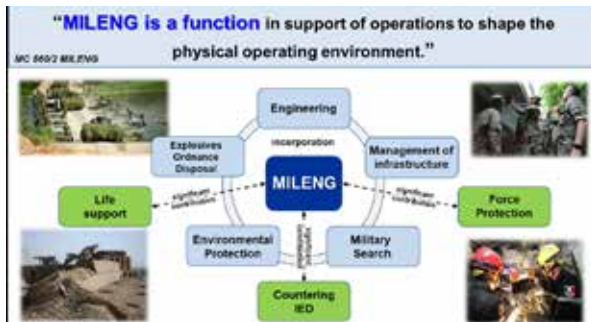 “MILENG is a function in support of operations to shape the
physical operating environment.”
MC 560/2 MILENG
Engineering
incorporation
Explosives
Ordnance
Disposal
Management of
infrastructure
MILENG
significant
contribution
significant
contribution
Life
support
Force
Protection
Environmental
Protection
significant
contribution
Military
Search
Countering
IED